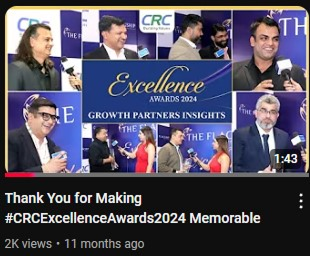 CRC
CRC
THE F
Excellence
AWARDS 2024
GROWTH PARTNERS INSIGHTS
THE FLAG
1:43
Thank You for Making
#CRCExcellenceAwards2024 Memorable
2K views • 11 months ago